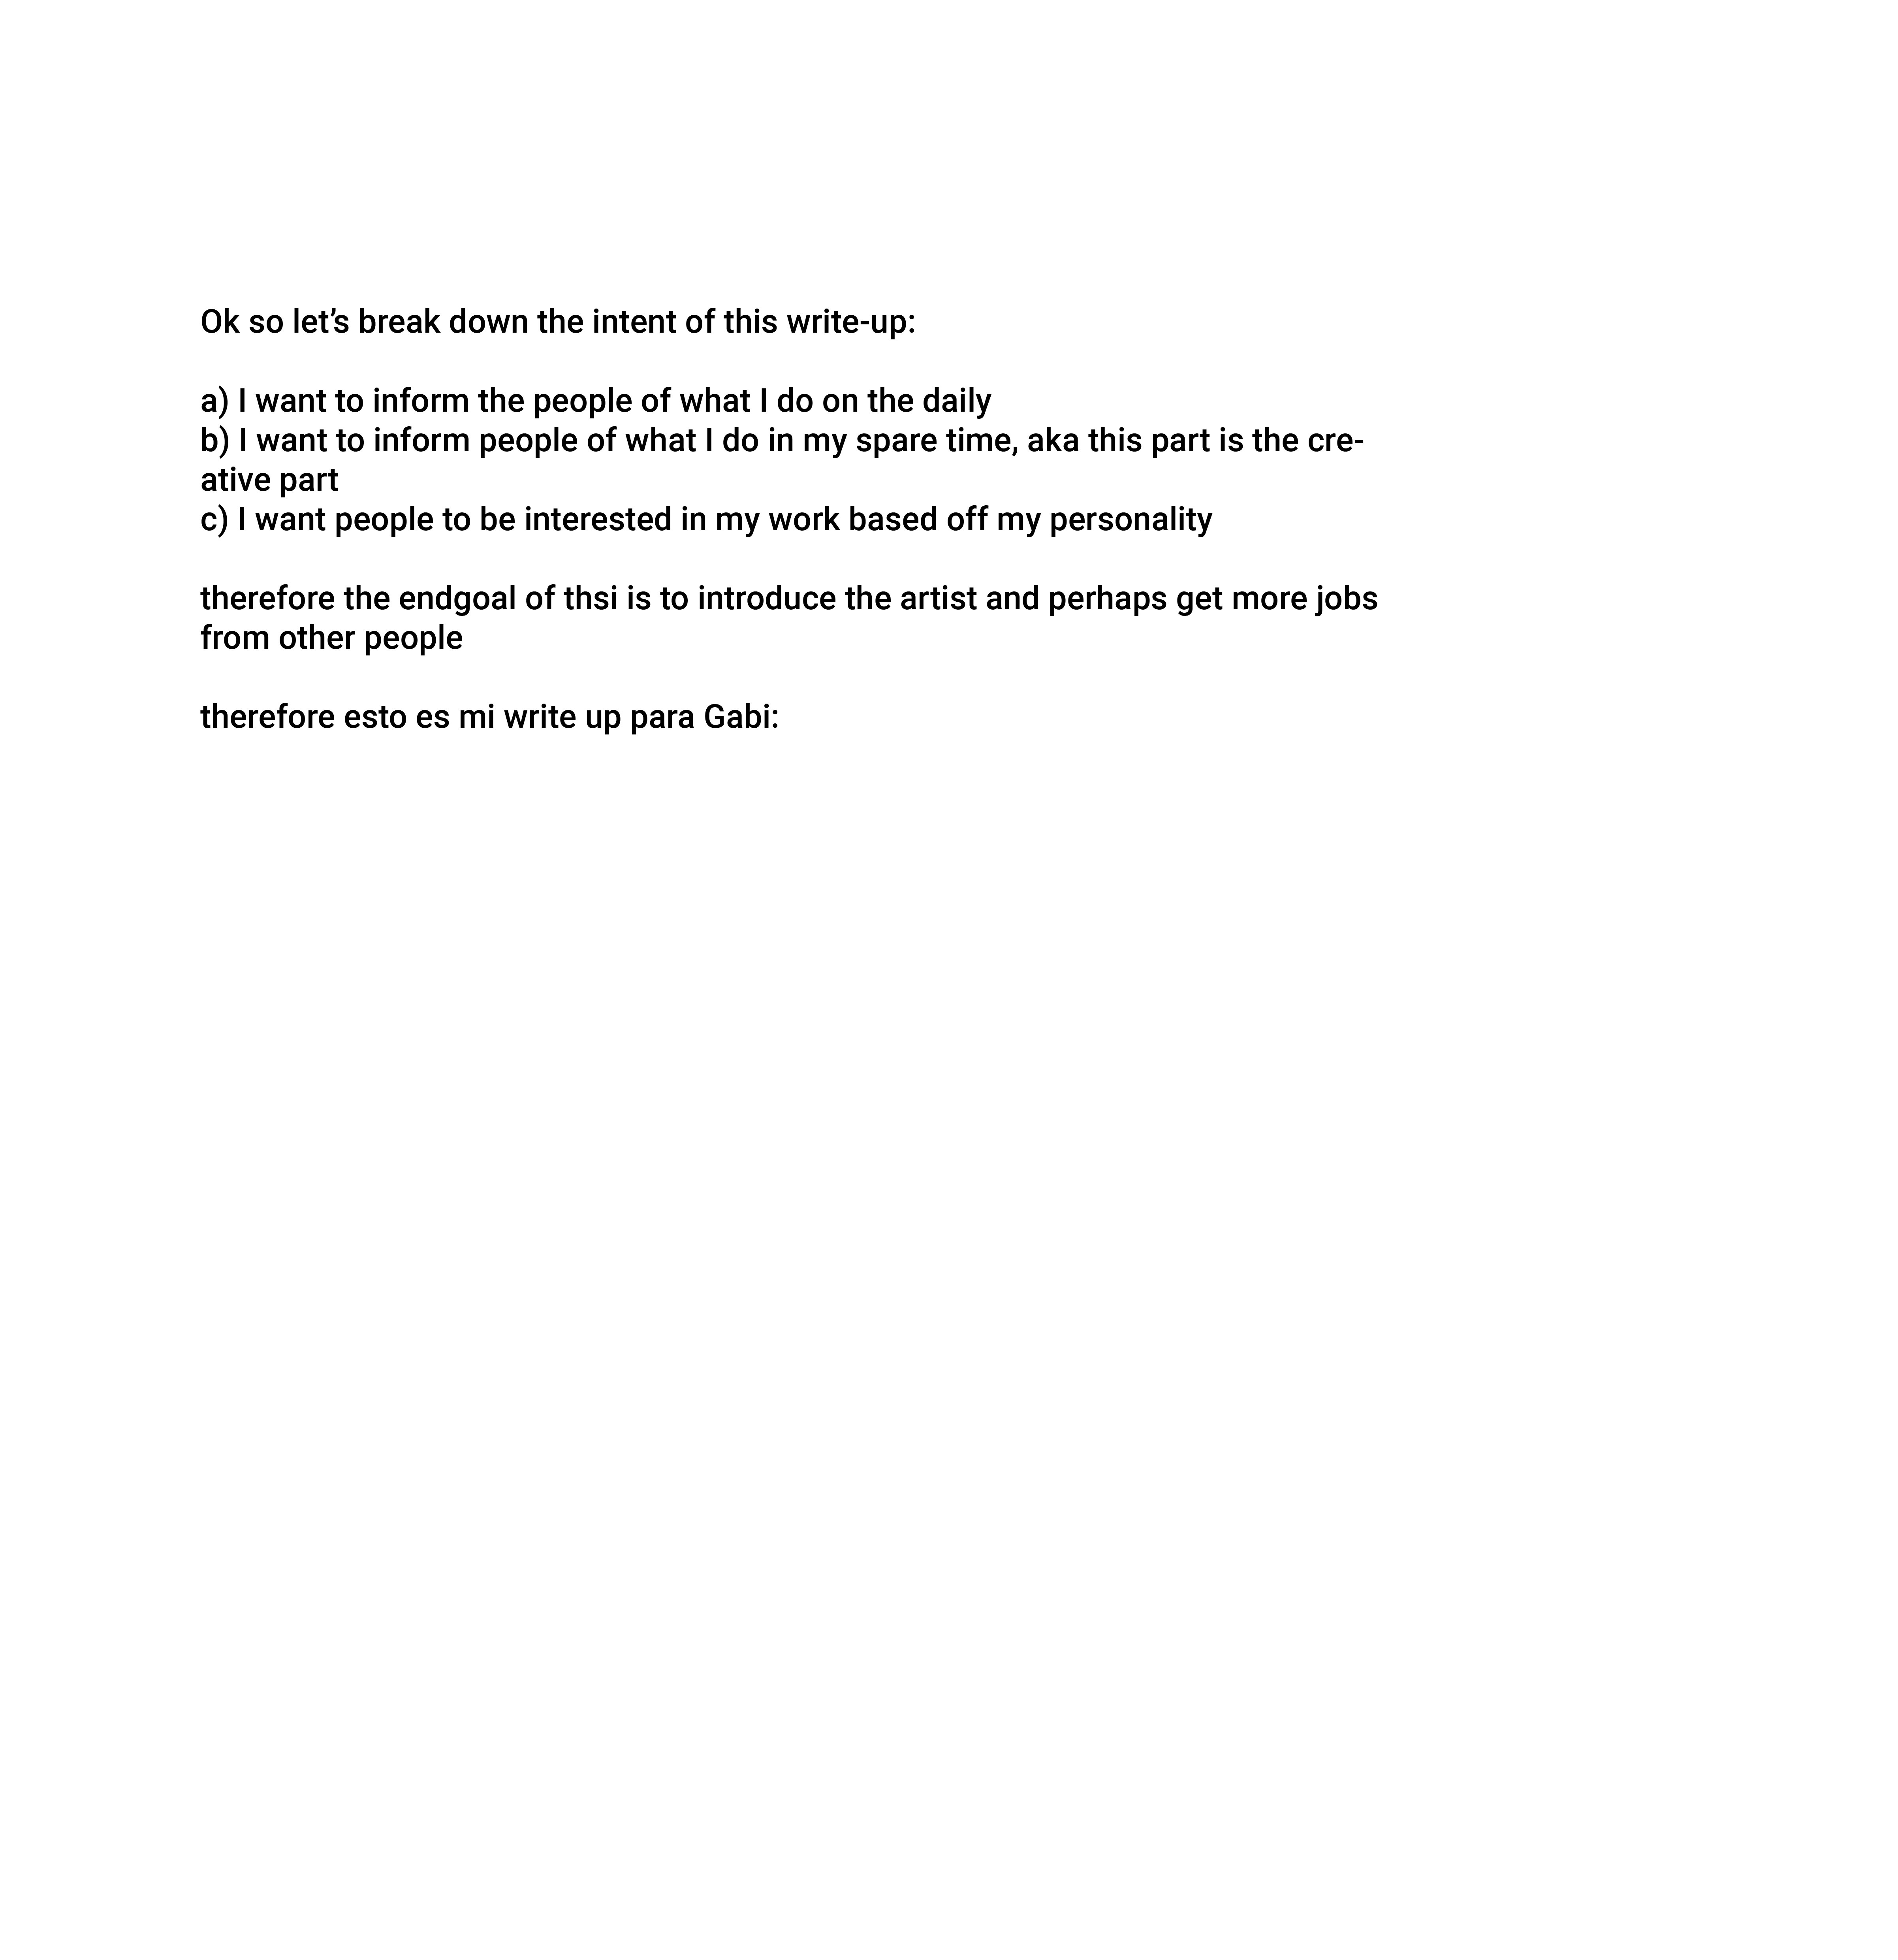 Ok so let’s break down the intent of this write-up:
a) I want to inform the people of what I do on the daily
b) I want to inform people of what I do in my spare time, aka this part is the cre-
ative part
c) I want people to be interested in my work based off my personality
therefore the endgoal of thsi is to introduce the artist and perhaps get more jobs
from other people
therefore esto es mi write up para Gabi: